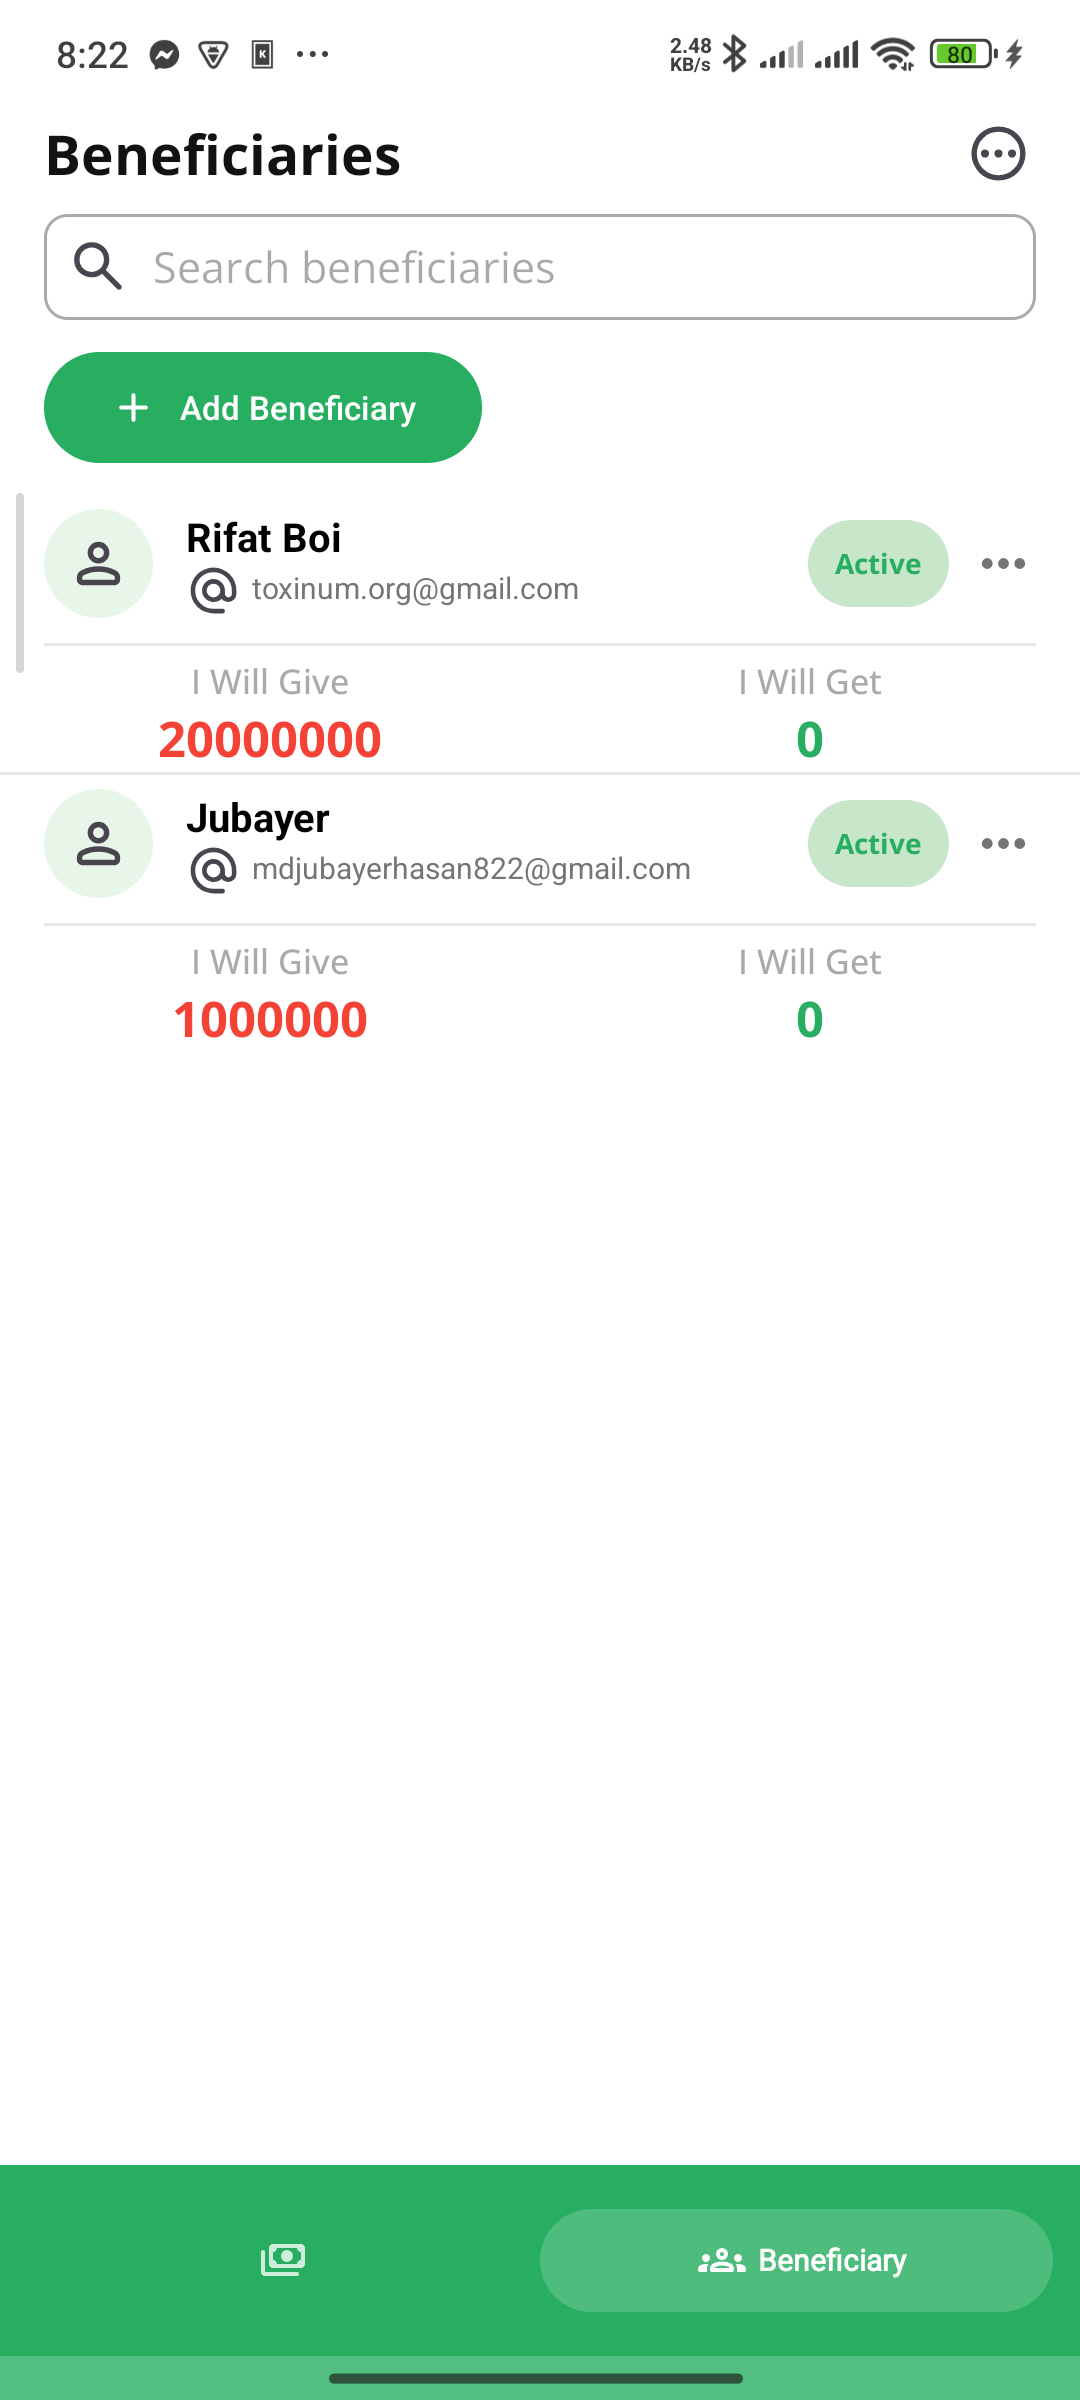 8:22
2.48
KB/s
80
Beneficiaries
Search beneficiaries
Add Beneficiary
Rifat Boi
toxinum.org@gmail.com
Active
I Will Give
I Will Get
20000000
0
Jubayer
mdjubayerhasan822@gmail.com
Active
I Will Give
I Will Get
1000000
0
Beneficiary